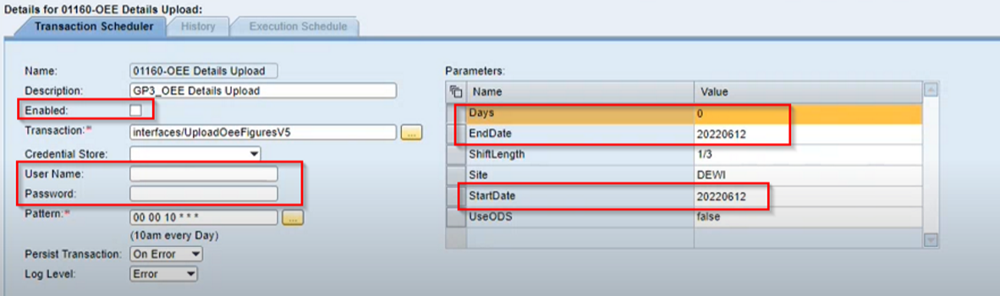 Details for 01160-OEE Details Upload:
Transaction Scheduler History Execution Schedule
Name: 01160-OEE Details Upload
Description: GP3_OEE Details Upload
Enabled:
Transaction:* interfaces/UploadOeeFiguresV5 ...
Credential Store:
User Name:
Password:
Pattern:* 00 00 10 * * * ...
(10am every Day)
Persist Transaction: On Error
Log Level: Error
Parameters:
Name Value
Days 0
EndDate 20220612
ShiftLength 1/3
Site DEWI
StartDate 20220612
UseODS false